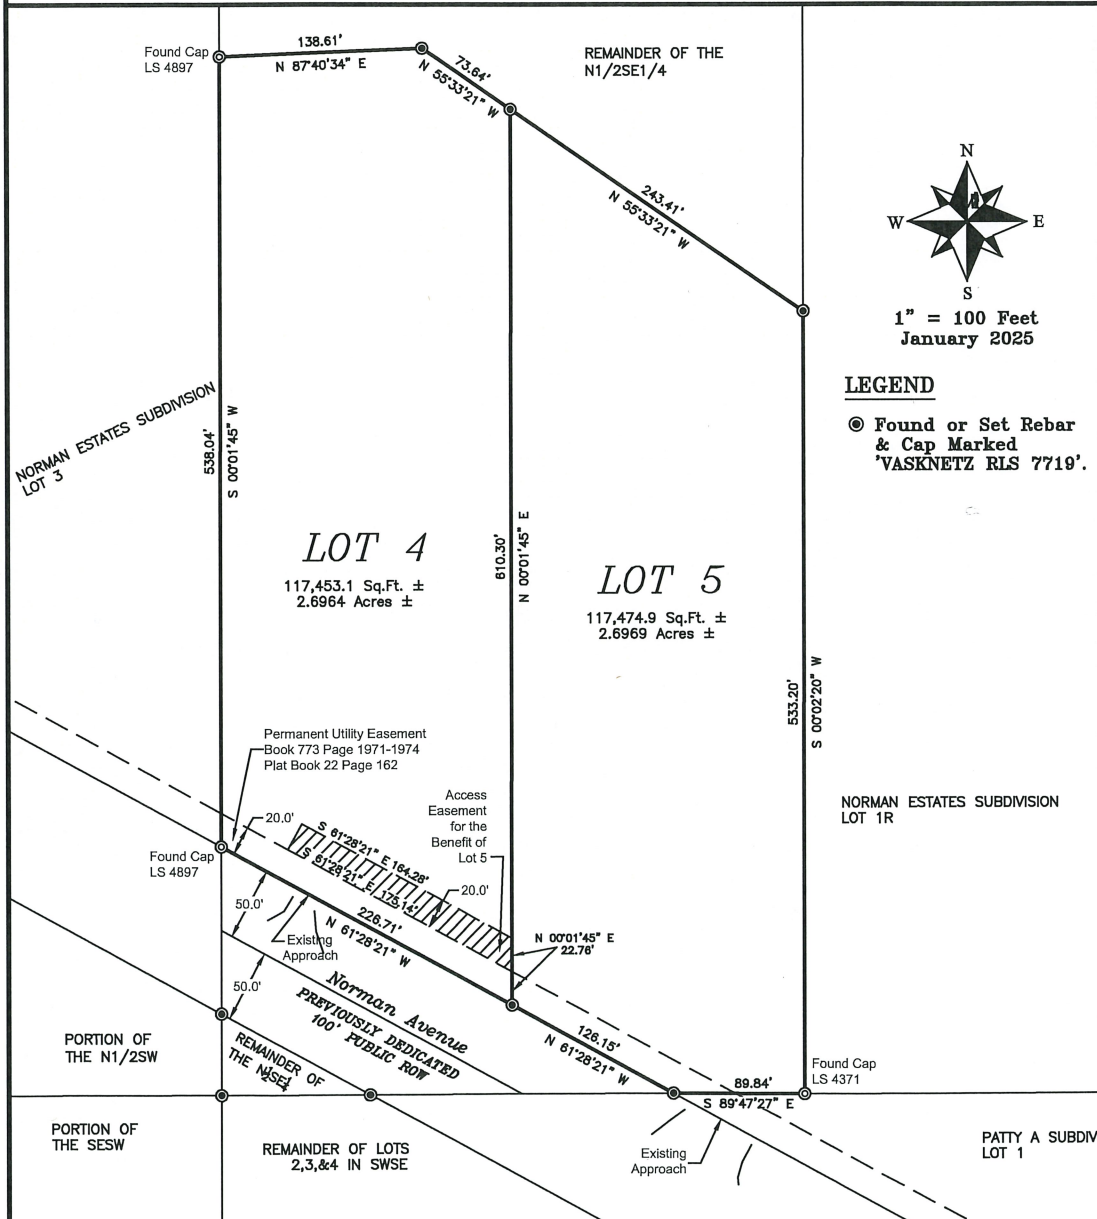 138.61'
N 87°40'34" E
Found Cap
LS 4897
73.64'
N 55°33'21" W
REMAINDER OF THE
N1/2SE1/4
243.41'
N 55°33'21" W
N
W
E
S
1" = 100 Feet
January 2025
LEGEND
Found or Set Rebar
& Cap Marked
'VASKNETZ RLS 7719'.
NORMAN ESTATES SUBDIVISION
LOT 3
538.04'
S 00°01'45" W
LOT 4
117,453.1 Sq.Ft. ±
2.6964 Acres ±
610.30'
N 00°01'45" E
LOT 5
117,474.9 Sq.Ft. ±
2.6969 Acres ±
533.20'
S 00°02'20" W
Permanent Utility Easement
Book 773 Page 1971-1974
Plat Book 22 Page 162
Access
Easement
for the
Benefit of
Lot 5
NORMAN ESTATES SUBDIVISION
LOT 1R
20.0'
S 61°28'21" E 164.28'
S 61°28'21" E 175.14'
20.0'
Found Cap
LS 4897
50.0'
226.71'
N 61°28'21" W
Existing
Approach
N 00°01'45" E
22.76'
50.0'
Norman Avenue
PREVIOUSLY DEDICATED
100' PUBLIC ROW
126.15'
N 61°28'21" W
PORTION OF
THE N1/2SW
REMAINDER OF
THE N½SE¼
Found Cap
LS 4371
89.84'
S 89°47'27" E
PORTION OF
THE SESW
REMAINDER OF LOTS
2,3,&4 IN SWSE
Existing
Approach
PATTY A SUBDIV
LOT 1